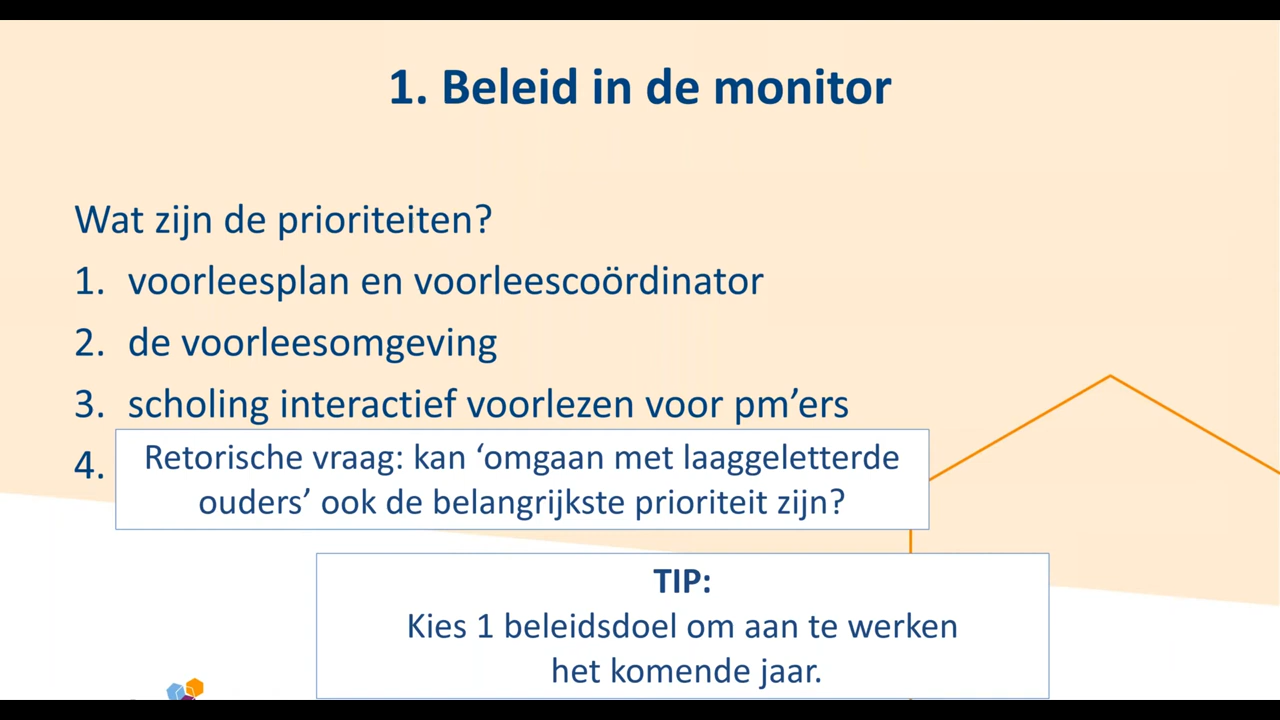 1. Beleid in de monitor
Wat zijn de prioriteiten?
1. voorleesplan en voorleescoördinator
2. de voorleesomgeving
3. scholing interactief voorlezen voor pm’ers
4.
Retorische vraag: kan ‘omgaan met laaggeletterde
ouders’ ook de belangrijkste prioriteit zijn?
TIP:
Kies 1 beleidsdoel om aan te werken
het komende jaar.